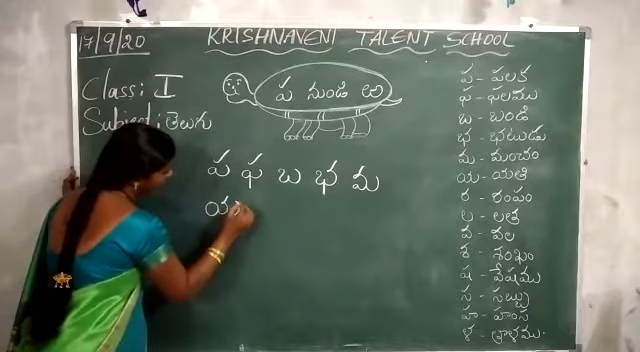 17/9/20
KRISHNAVENI TALENT SCHOOL
Class: I
Subject: తెలుగు
ప నుండి ఱ
ప ఫ బ భ మ
య
ప - పలక
ఫ - ఫలము
బ - బండి
భ - భటుడు
మ - మంచం
య - యతి
ర - రంపం
ల - లత
వ - వల
శ - శంఖం
ష - వేషము
స - సబ్బు
హ - హంస
ళ - తాళము